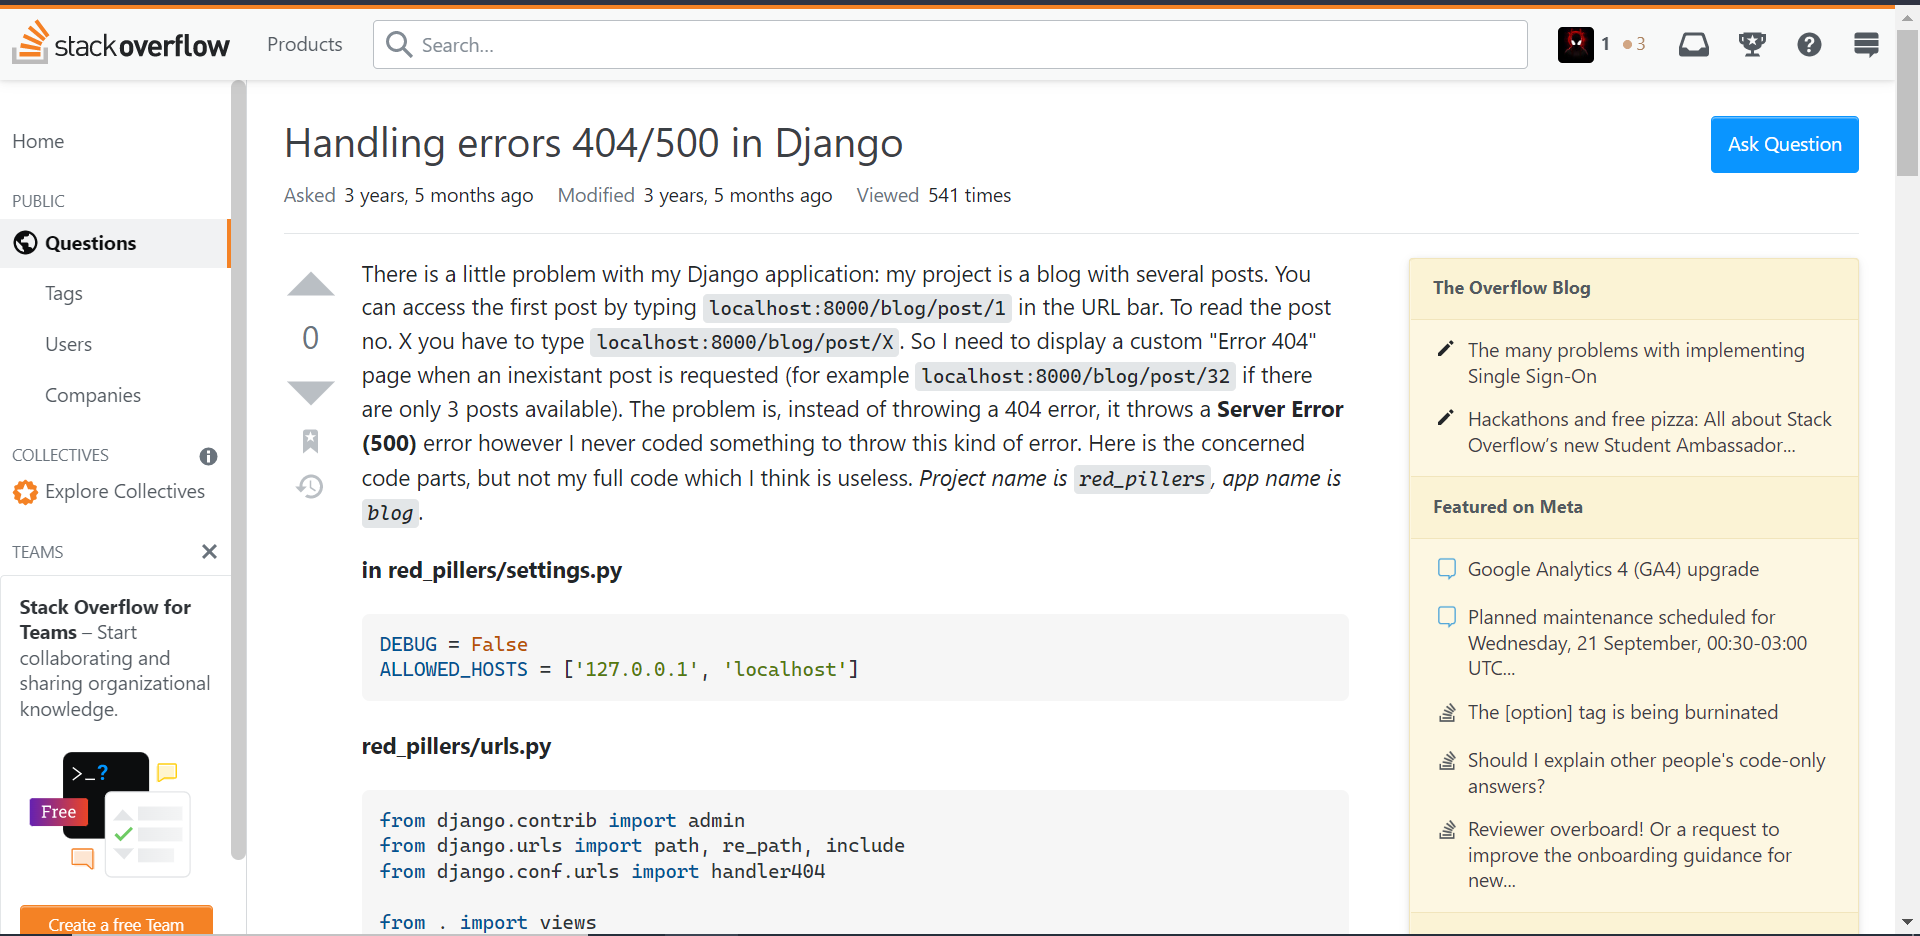 stackoverflow
Products
Search...
1
3
Home
PUBLIC
Questions
Tags
Users
Companies
COLLECTIVES
Explore Collectives
TEAMS
Stack Overflow for
Teams – Start
collaborating and
sharing organizational
knowledge.
>_?
Free
Create a free Team
Handling errors 404/500 in Django
Ask Question
Asked 3 years, 5 months ago Modified 3 years, 5 months ago Viewed 541 times
0
There is a little problem with my Django application: my project is a blog with several posts. You
can access the first post by typing localhost:8000/blog/post/1 in the URL bar. To read the post
no. X you have to type localhost:8000/blog/post/X. So I need to display a custom "Error 404"
page when an inexistant post is requested (for example localhost:8000/blog/post/32 if there
are only 3 posts available). The problem is, instead of throwing a 404 error, it throws a Server Error
(500) error however I never coded something to throw this kind of error. Here is the concerned
code parts, but not my full code which I think is useless. Project name is red_pillers, app name is
blog.
in red_pillers/settings.py
DEBUG = False
ALLOWED_HOSTS = ['127.0.0.1', 'localhost']
red_pillers/urls.py
from django.contrib import admin
from django.urls import path, re_path, include
from django.conf.urls import handler404
from . import views
The Overflow Blog
The many problems with implementing
Single Sign-On
Hackathons and free pizza: All about Stack
Overflow’s new Student Ambassador...
Featured on Meta
Google Analytics 4 (GA4) upgrade
Planned maintenance scheduled for
Wednesday, 21 September, 00:30-03:00
UTC...
The [option] tag is being burninated
Should I explain other people's code-only
answers?
Reviewer overboard! Or a request to
improve the onboarding guidance for
new...